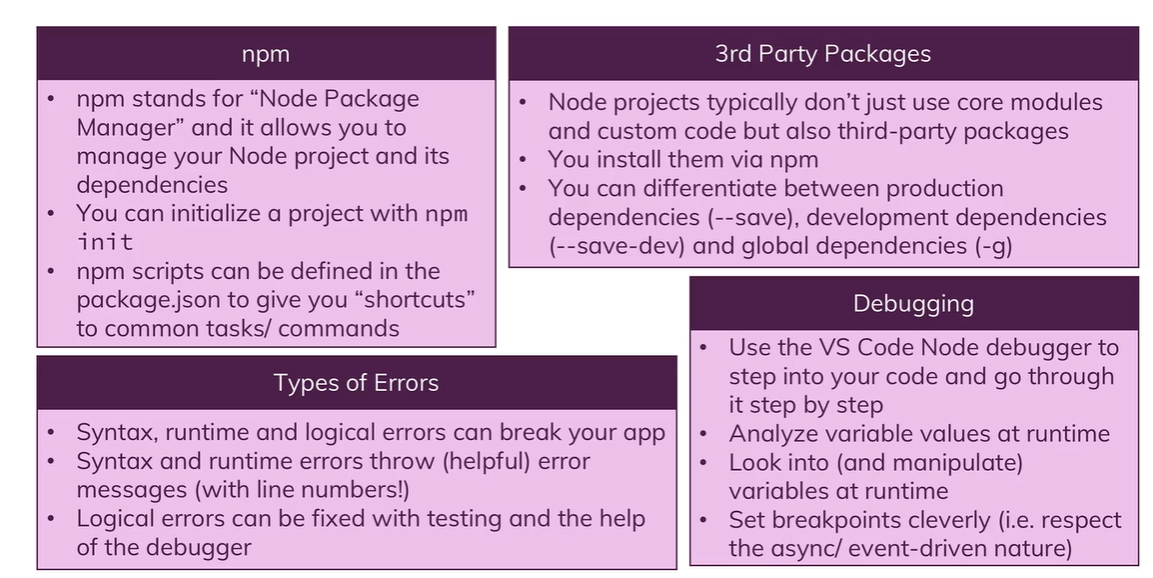 npm
• npm stands for “Node Package
Manager” and it allows you to
manage your Node project and its
dependencies
• You can initialize a project with npm
init
• npm scripts can be defined in the
package.json to give you “shortcuts”
to common tasks/ commands
3rd Party Packages
• Node projects typically don’t just use core modules
and custom code but also third-party packages
• You install them via npm
• You can differentiate between production
dependencies (--save), development dependencies
(--save-dev) and global dependencies (-g)
Types of Errors
• Syntax, runtime and logical errors can break your app
• Syntax and runtime errors throw (helpful) error
messages (with line numbers!)
• Logical errors can be fixed with testing and the help
of the debugger
Debugging
• Use the VS Code Node debugger to
step into your code and go through
it step by step
• Analyze variable values at runtime
• Look into (and manipulate)
variables at runtime
• Set breakpoints cleverly (i.e. respect
the async/ event-driven nature)